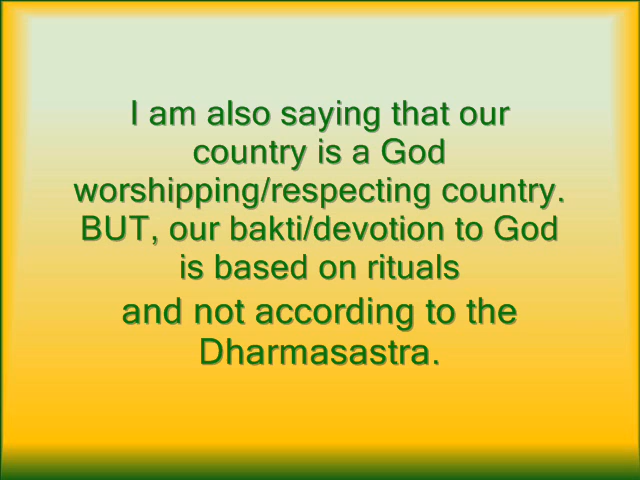 I am also saying that our
country is a God
worshipping/respecting country.
BUT, our bakti/devotion to God
is based on rituals
and not according to the
Dharmasastra.